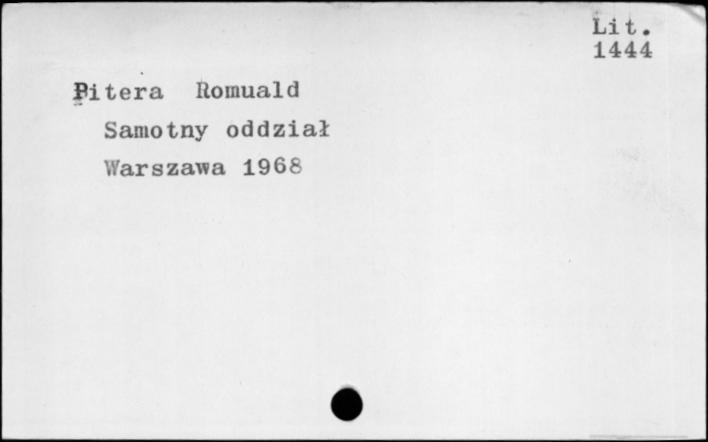 Lit.
1444
Pitera Romuald
Samotny oddział
Warszawa 1968